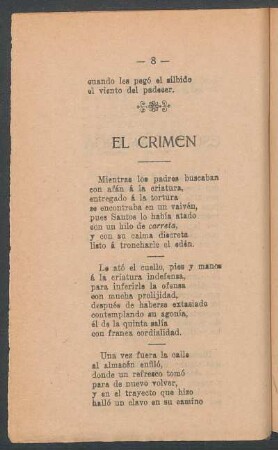 — 8 —
cuando les pegó el silbido
el viento del padecer.
EL CRIMEN
Mientras los padres buscaban
con afán á la criatura,
entregado á la tortura
se encontraba en un vaivén,
pues Santos lo había atado
con un hilo de carreta,
y con su calma discreta
listo á troncharle el edén.
Le ató el cuello, pies y manos
á la criatura indefensa,
para inferirle la ofensa
con mucha prolijidad,
después de haberse extasiado
contemplando su agonía,
él de la quinta salía
con franca cordialidad.
Una vez fuera la calle
al almacén enfiló,
donde un refresco tomó
para de nuevo volver,
y en el trayecto que hizo
halló un clavo en su camino